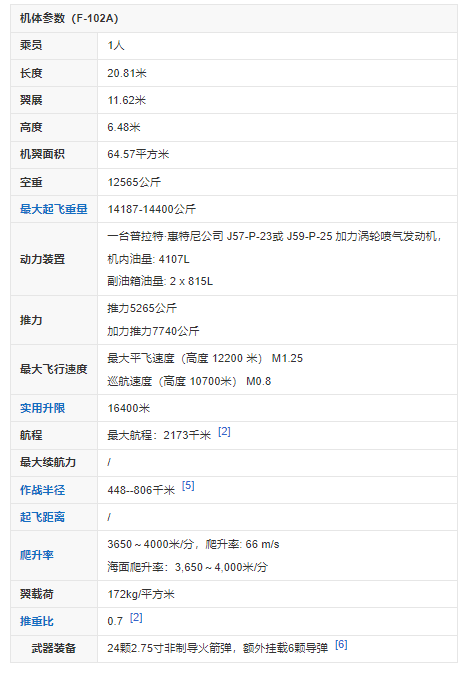 机体参数（F-102A）
乘员 1人
长度 20.81米
翼展 11.62米
高度 6.48米
机翼面积 64.57平方米
空重 12565公斤
最大起飞重量 14187-14400公斤
动力装置 一台普拉特·惠特尼公司 J57-P-23或 J59-P-25 加力涡轮喷气发动机，
机内油量: 4107L
副油箱油量: 2 x 815L
推力 推力5265公斤
加力推力7740公斤
最大飞行速度 最大平飞速度（高度 12200 米） M1.25
巡航速度（高度 10700米） M0.8
实用升限 16400米
航程 最大航程：2173千米 [2]
最大续航力 /
作战半径 448--806千米 [5]
起飞距离 /
爬升率 3650～4000米/分，爬升率: 66 m/s
海面爬升率：3,650～4,000米/分
翼载荷 172kg/平方米
推重比 0.7 [2]
武器装备 24颗2.75寸非制导火箭弹，额外挂载6颗导弹 [6]